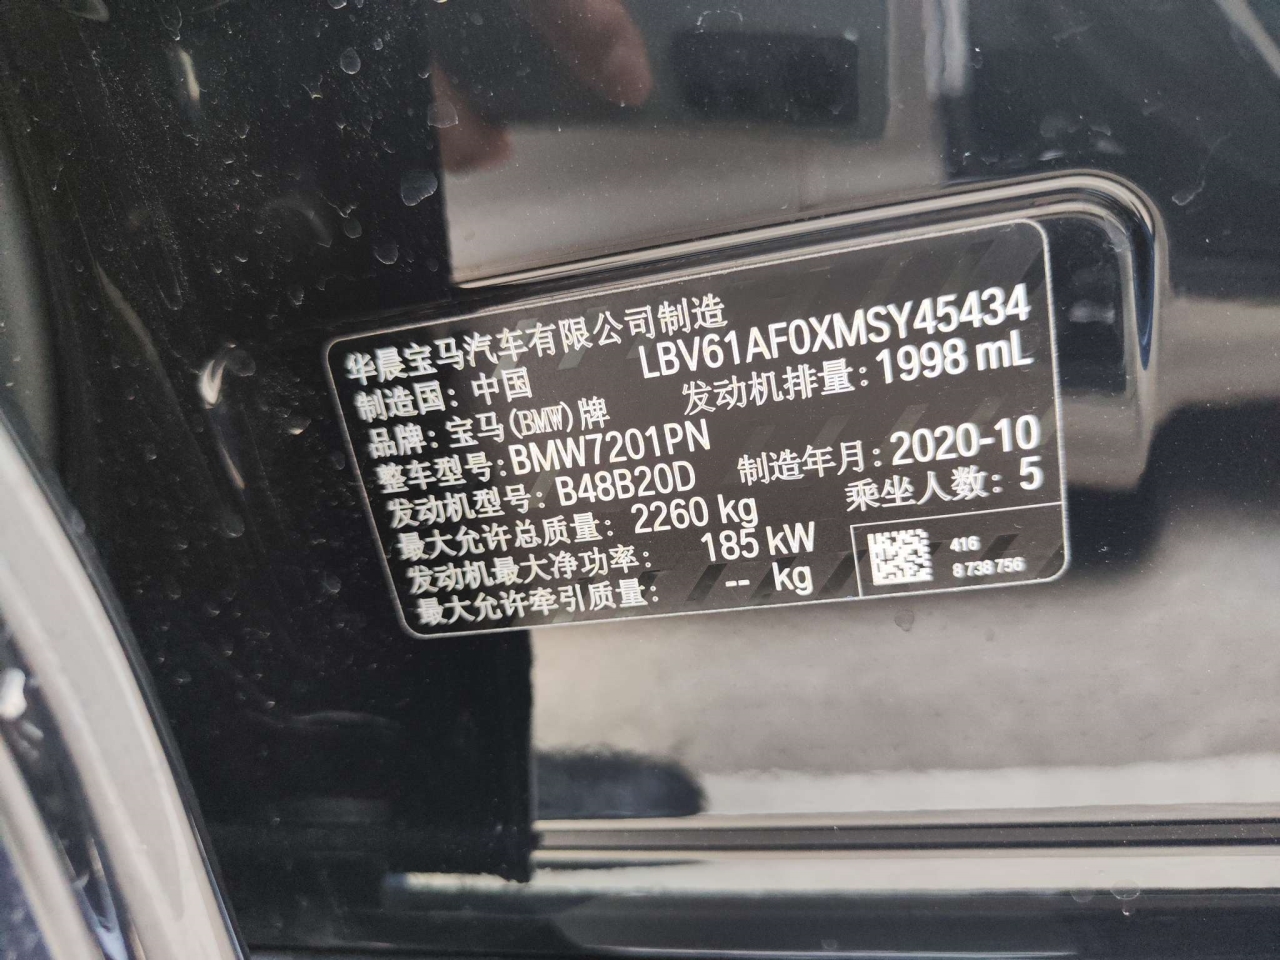 华晨宝马汽车有限公司制造
制造国: 中国 LBV61AF0XMSY45434
品牌: 宝马(BMW)牌 发动机排量: 1998 mL
整车型号: BMW7201PN
发动机型号: B48B20D 制造年月: 2020-10
最大允许总质量: 2260 kg 乘坐人数: 5
发动机最大净功率: 185 kW
最大允许牵引质量: -- kg
416
8 738 756